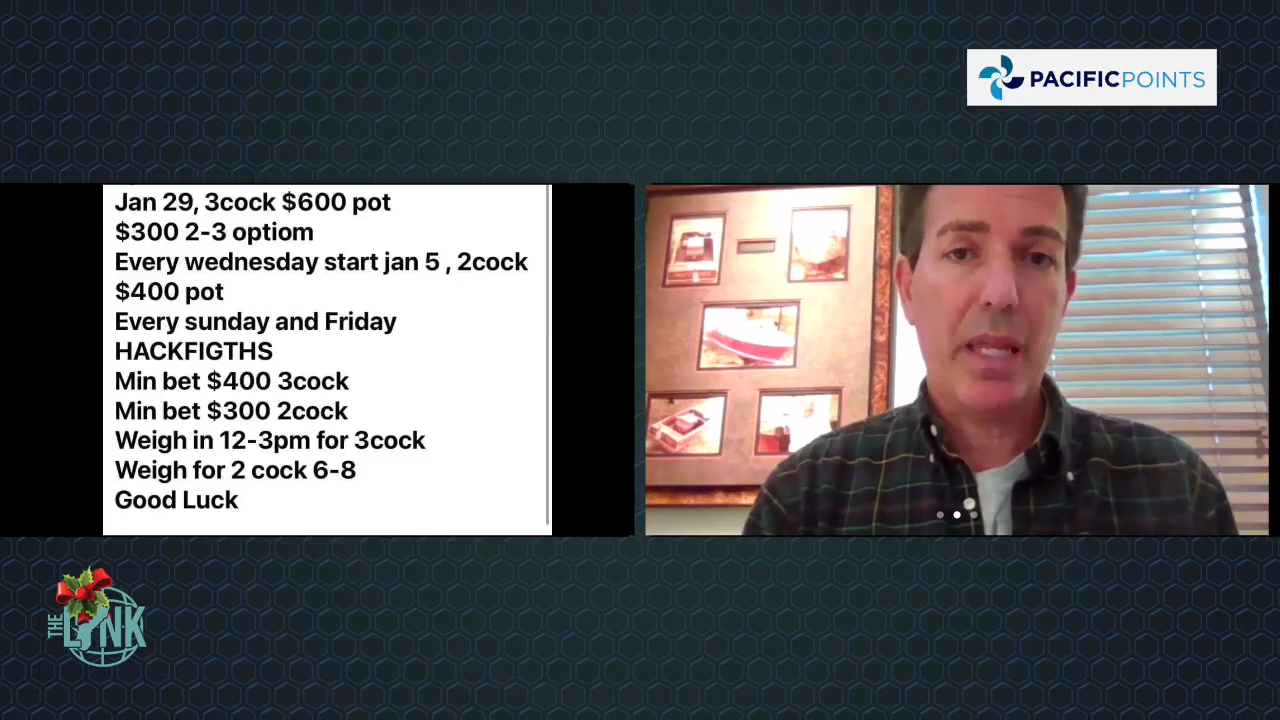 PACIFICPOINTS
Jan 29, 3cock $600 pot
$300 2-3 optiom
Every wednesday start jan 5 , 2cock
$400 pot
Every sunday and Friday
HACKFIGTHS
Min bet $400 3cock
Min bet $300 2cock
Weigh in 12-3pm for 3cock
Weigh for 2 cock 6-8
Good Luck
THE LYNK